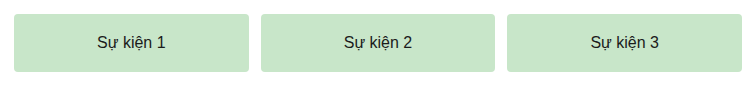 Sự kiện 1
Sự kiện 2
Sự kiện 3